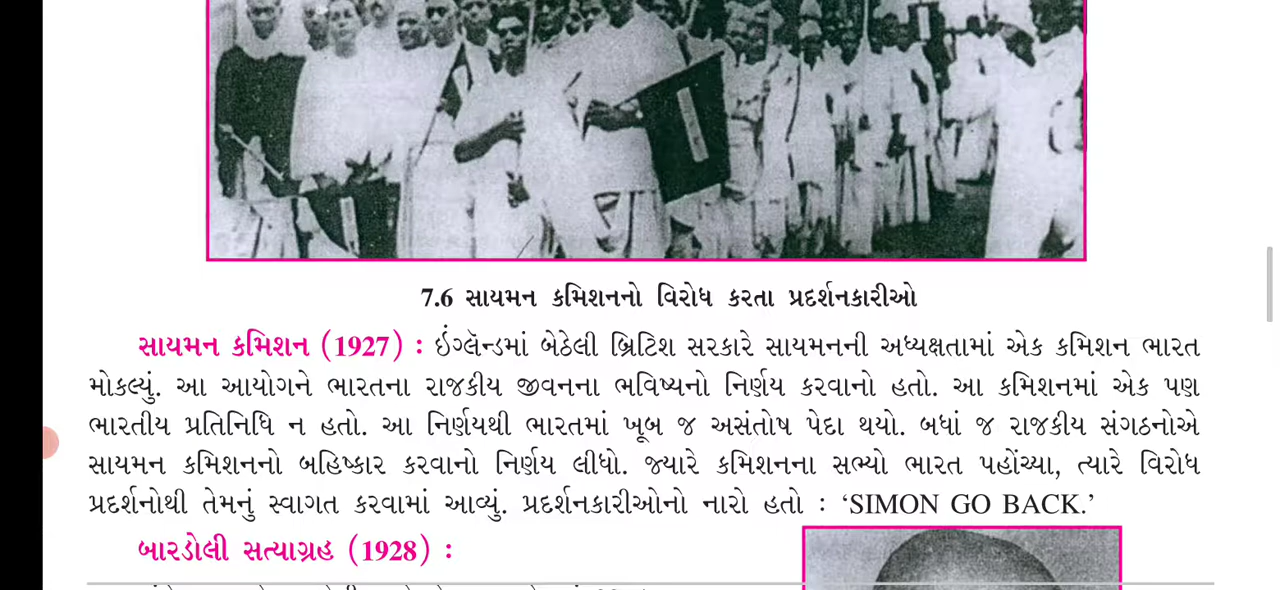 7.6 સાયમન કમિશનનો વિરોધ કરતા પ્રદર્શનકારીઓ
સાયમન કમિશન (1927) : ઇંગ્લૅન્ડમાં બેઠેલી બ્રિટિશ સરકારે સાયમનની અધ્યક્ષતામાં એક કમિશન ભારત
મોકલ્યું. આ આયોગને ભારતના રાજકીય જીવનના ભવિષ્યનો નિર્ણય કરવાનો હતો. આ કમિશનમાં એક પણ
ભારતીય પ્રતિનિધિ ન હતો. આ નિર્ણયથી ભારતમાં ખૂબ જ અસંતોષ પેદા થયો. બધાં જ રાજકીય સંગઠનોએ
સાયમન કમિશનનો બહિષ્કાર કરવાનો નિર્ણય લીધો. જ્યારે કમિશનના સભ્યો ભારત પહોંચ્યા, ત્યારે વિરોધ
પ્રદર્શનોથી તેમનું સ્વાગત કરવામાં આવ્યું. પ્રદર્શનકારીઓનો નારો હતો : ‘SIMON GO BACK.’
બારડોલી સત્યાગ્રહ (1928) :